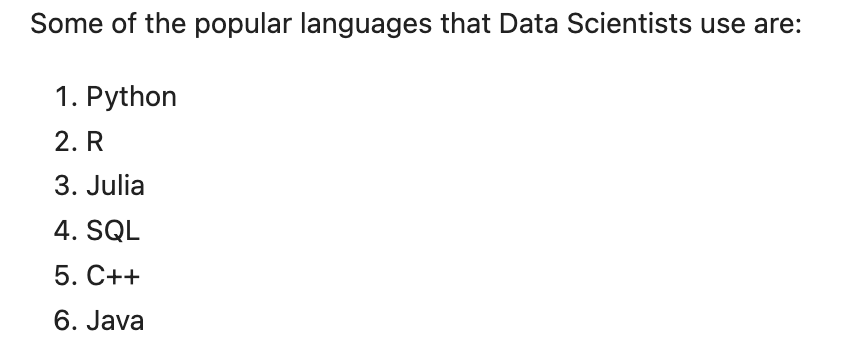 Some of the popular languages that Data Scientists use are:
1. Python
2. R
3. Julia
4. SQL
5. C++
6. Java